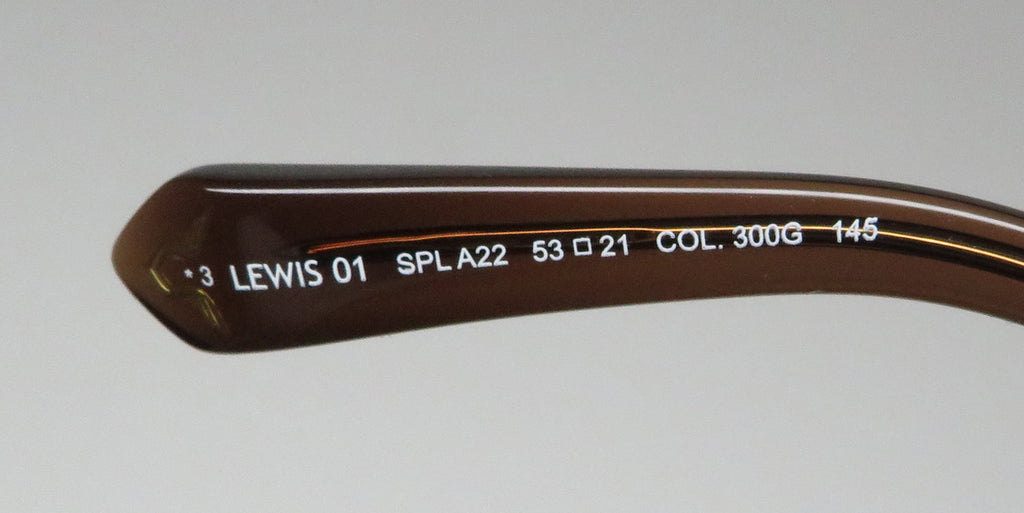 * 3 LEWIS 01 SPL A22 53 □ 21 COL. 300G 145